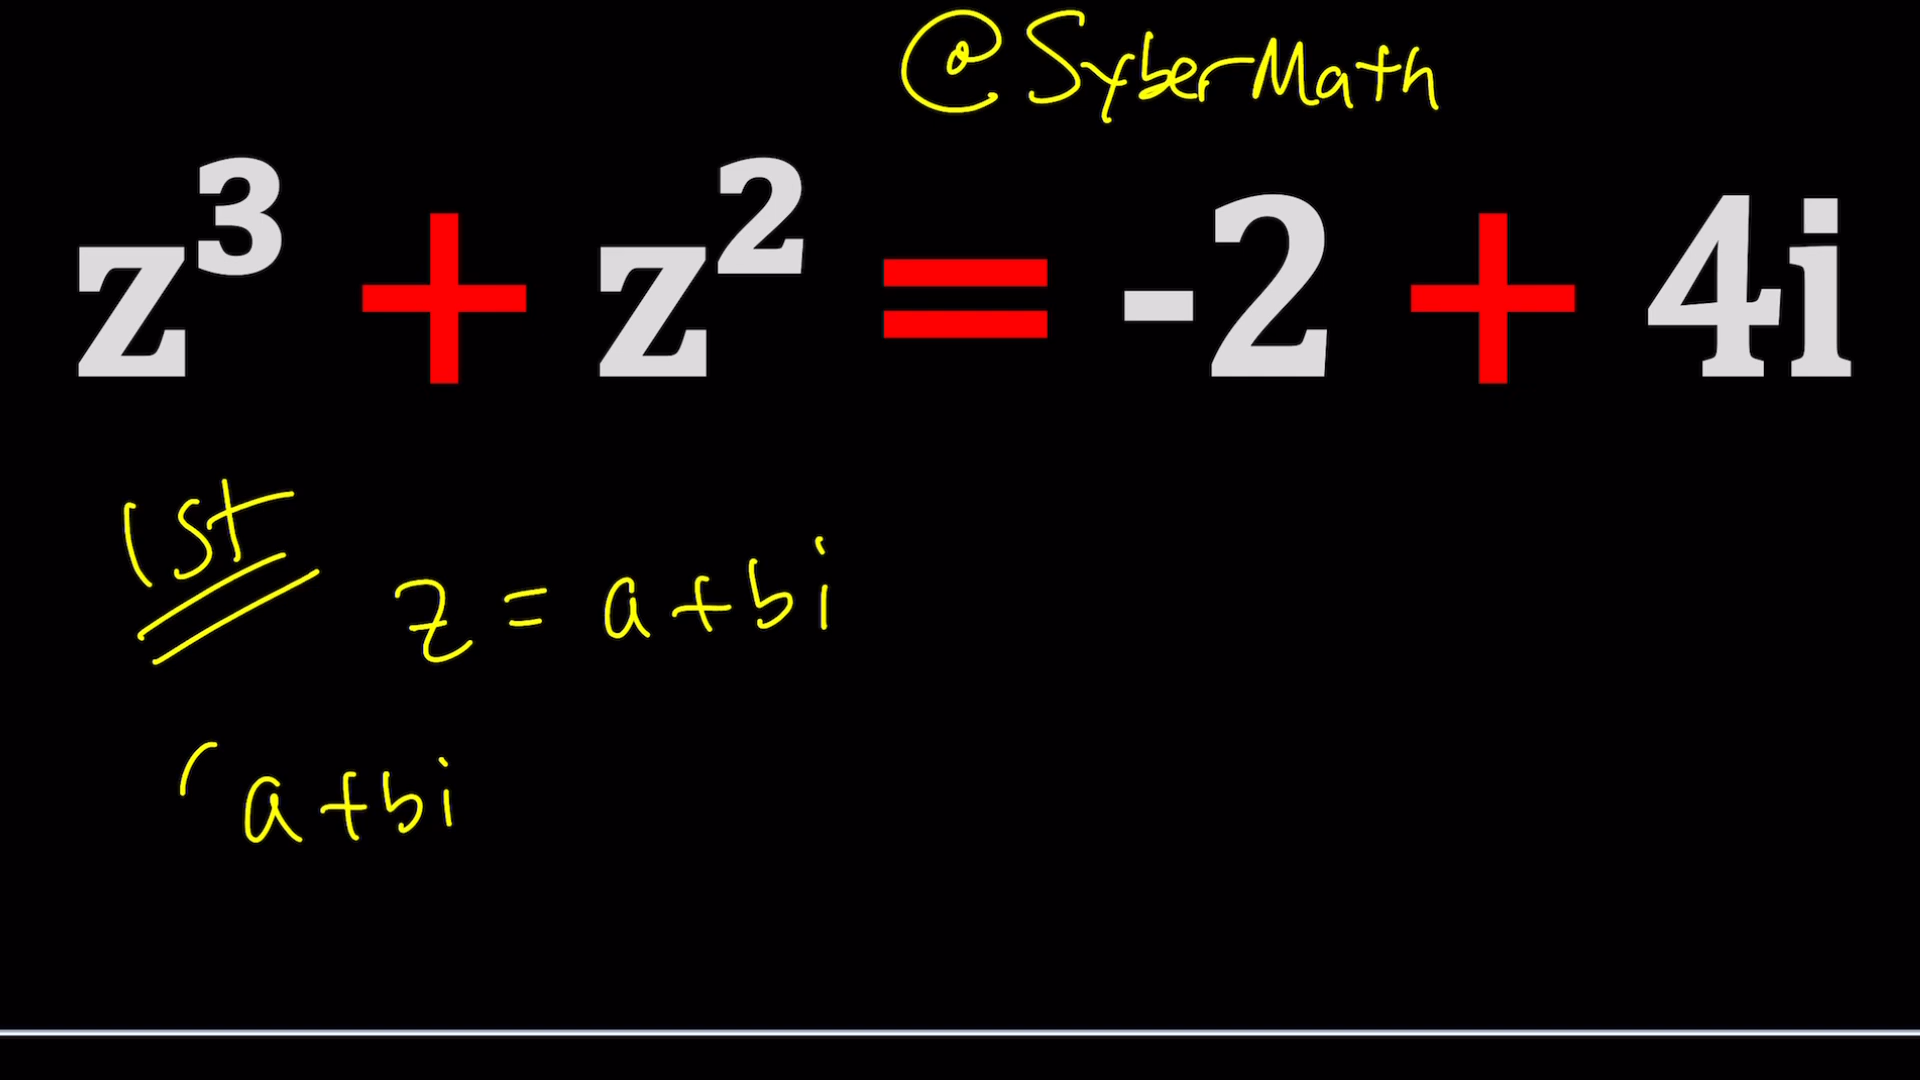 @SyberMath
z³ + z² = -2 + 4i
1st z = a + bi
(a + bi